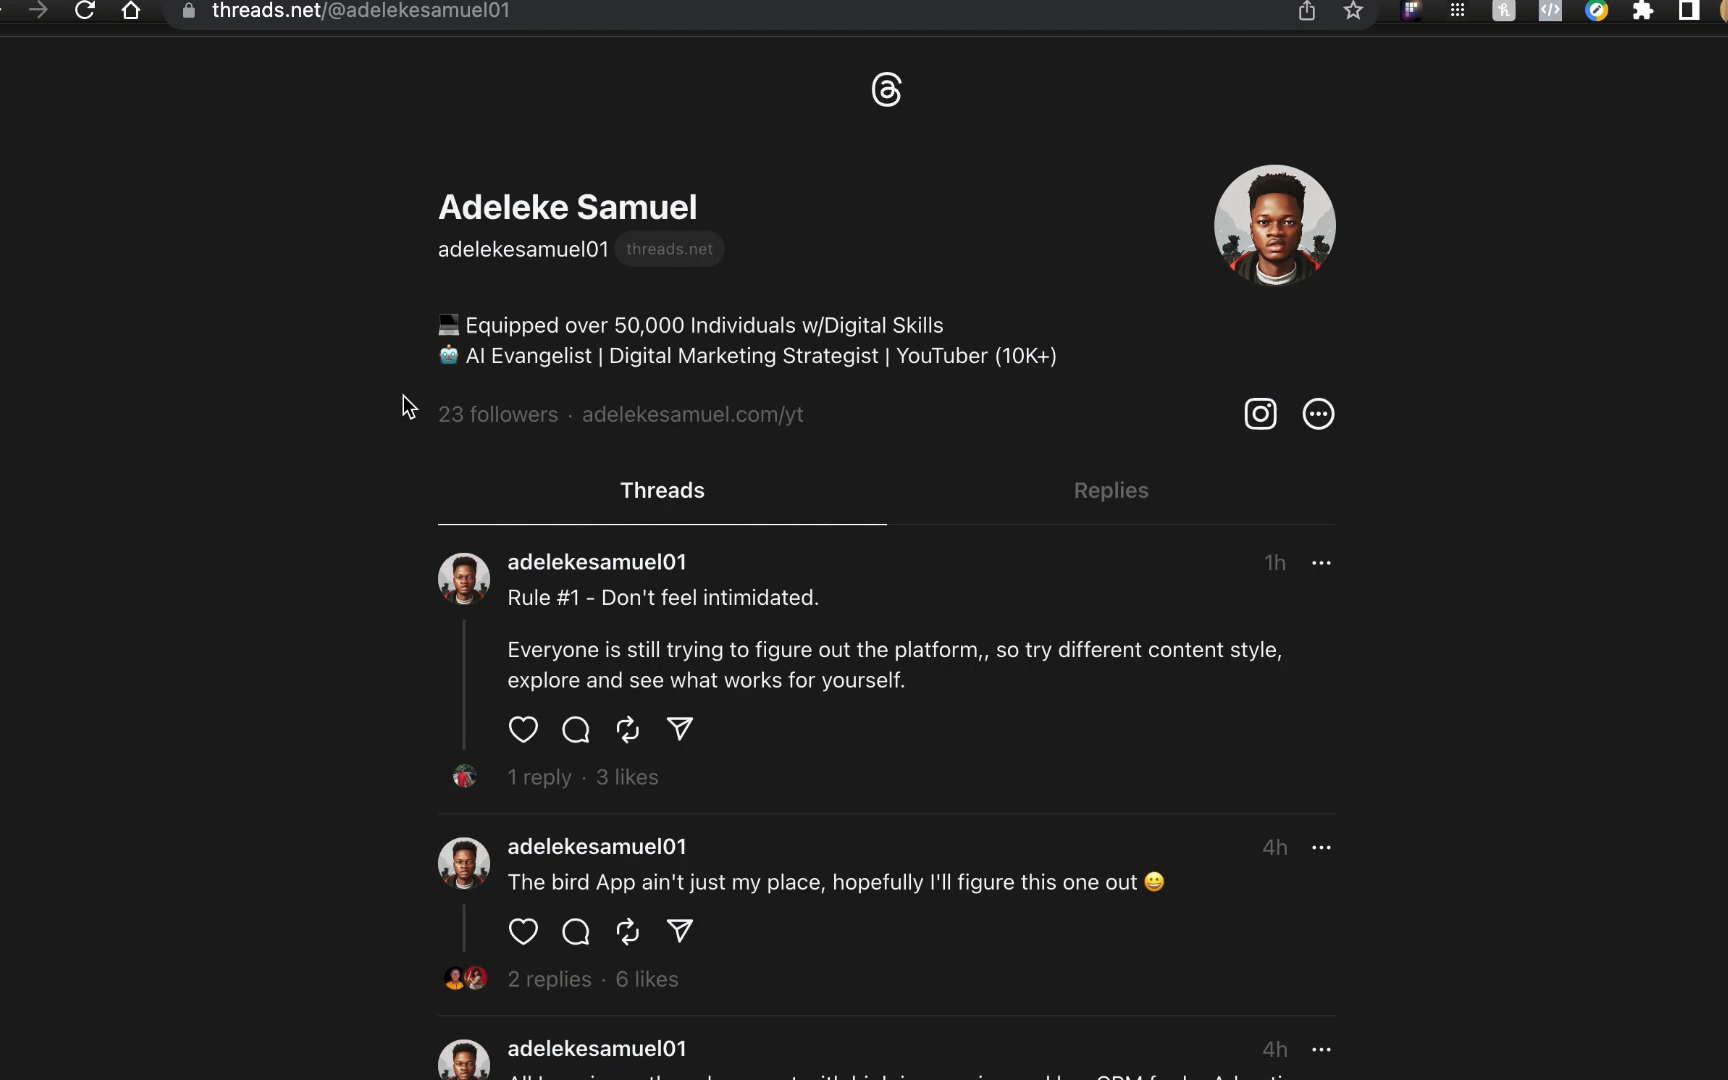 threads.net/@adelekesamuel01
Adeleke Samuel
adelekesamuel01 threads.net
Equipped over 50,000 Individuals w/Digital Skills
AI Evangelist | Digital Marketing Strategist | YouTuber (10K+)
23 followers · adelekesamuel.com/yt
Threads Replies
adelekesamuel01 1h
Rule #1 - Don't feel intimidated.
Everyone is still trying to figure out the platform,, so try different content style,
explore and see what works for yourself.
1 reply · 3 likes
adelekesamuel01 4h
The bird App ain't just my place, hopefully I'll figure this one out 😀
2 replies · 6 likes
adelekesamuel01 4h